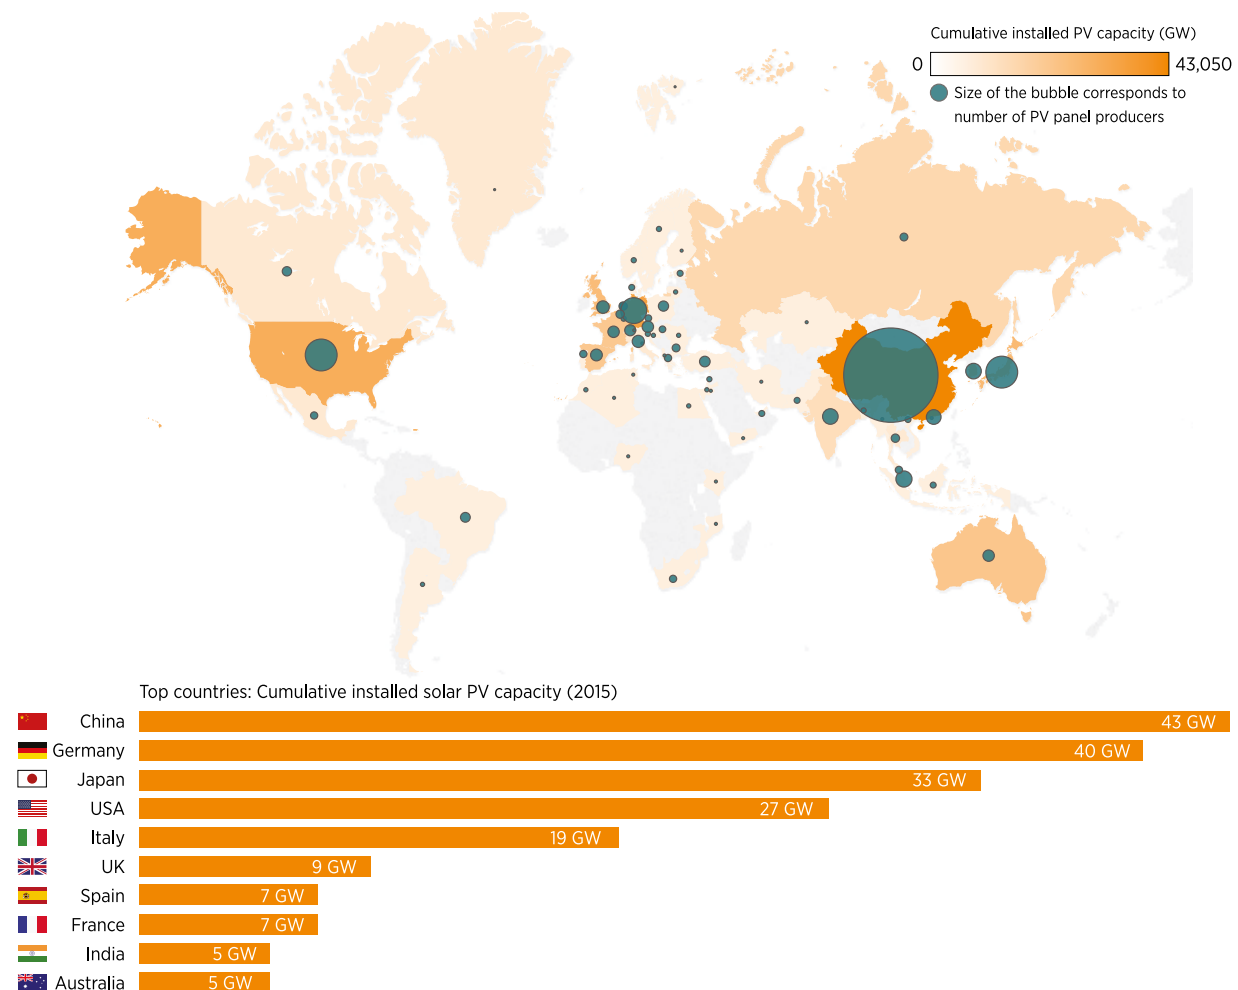 Cumulative installed PV capacity (GW)
0 43,050
Size of the bubble corresponds to
number of PV panel producers
Top countries: Cumulative installed solar PV capacity (2015)
China 43 GW
Germany 40 GW
Japan 33 GW
USA 27 GW
Italy 19 GW
UK 9 GW
Spain 7 GW
France 7 GW
India 5 GW
Australia 5 GW